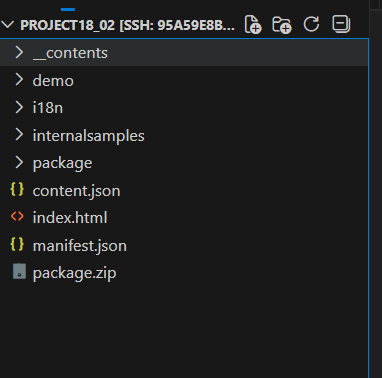 PROJECT18_02 [SSH: 95A59E8B...
__contents
demo
i18n
internalsamples
package
content.json
index.html
manifest.json
package.zip